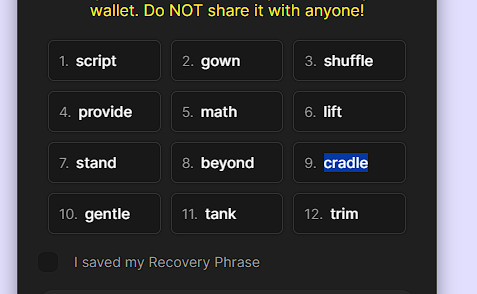 wallet. Do NOT share it with anyone!
1. script 2. gown 3. shuffle
4. provide 5. math 6. lift
7. stand 8. beyond 9. cradle
10. gentle 11. tank 12. trim
I saved my Recovery Phrase